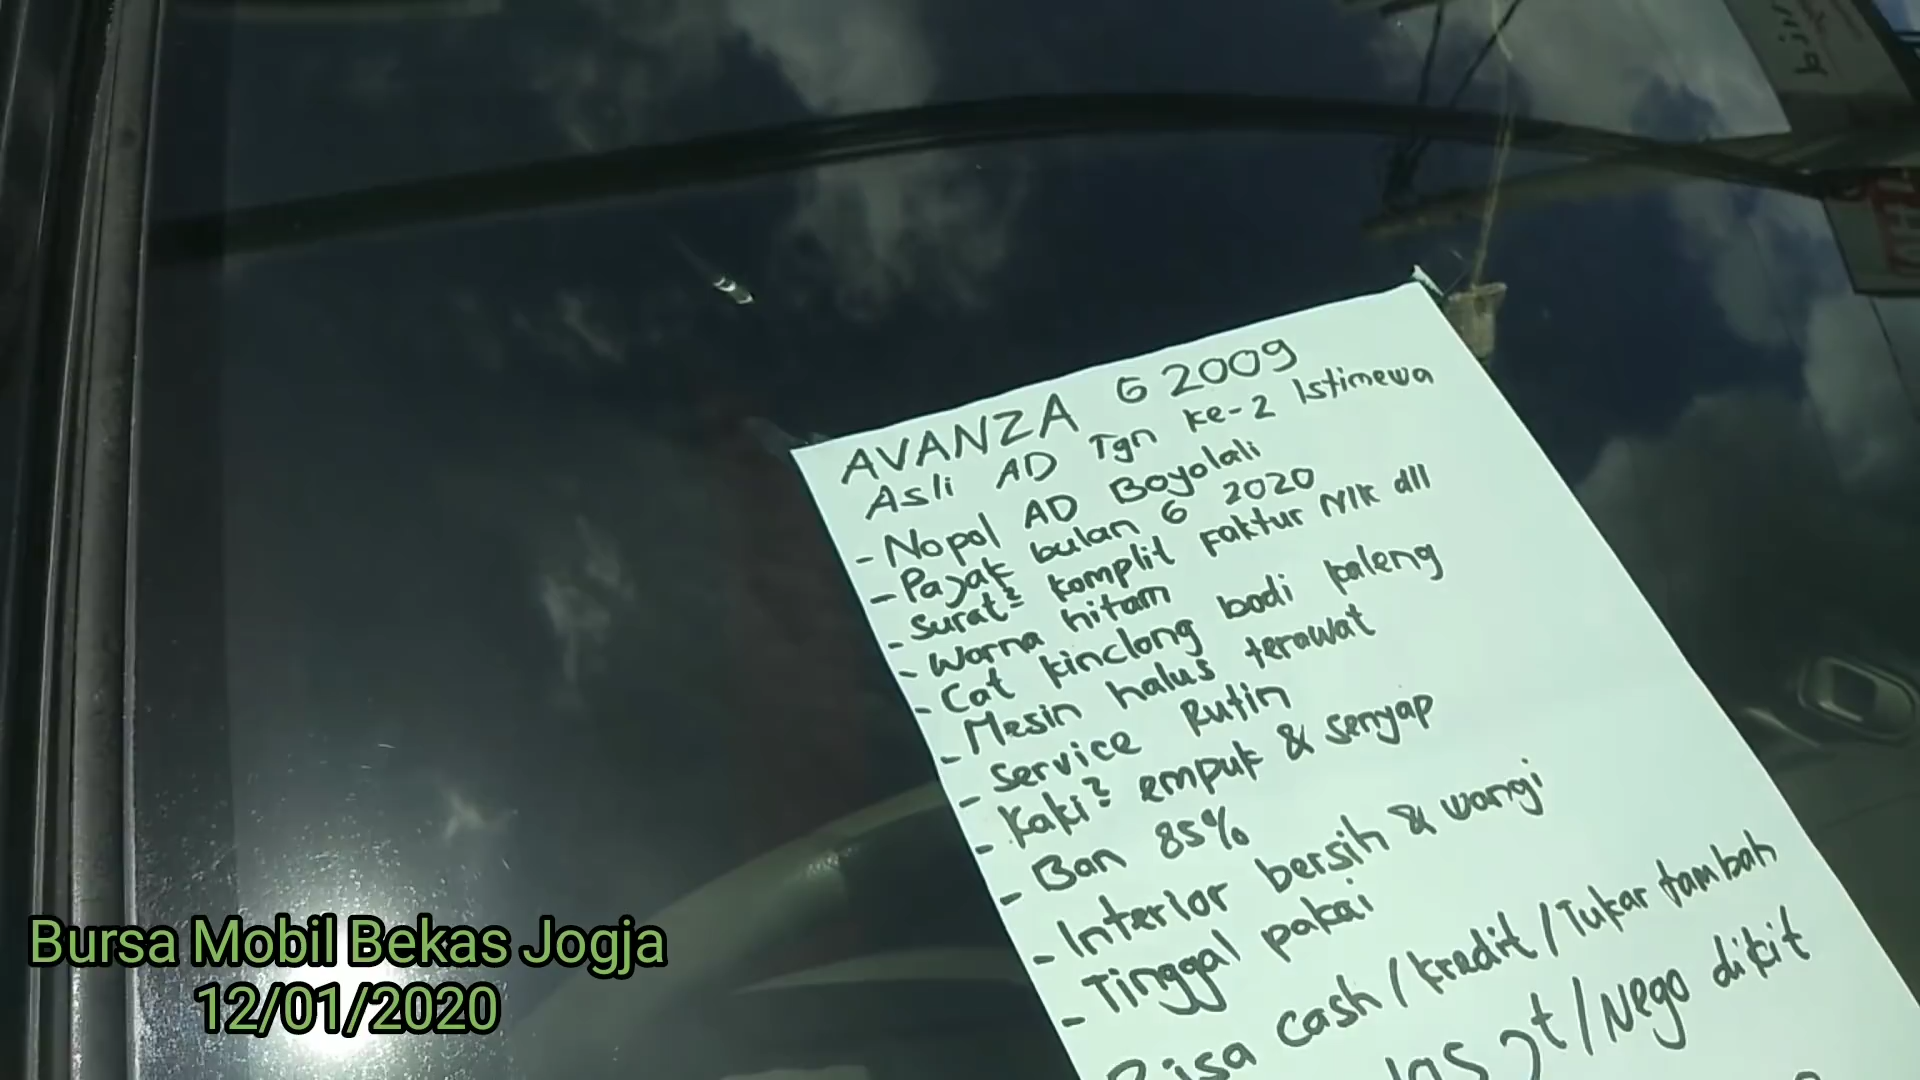 AVANZA G 2009
Asli AD Tgn ke-2 Istimewa
- Nopol AD Boyolali
- Pajak bulan 6 2020
- Surat² komplit Faktur NIK dll
- Warna hitam
- Cat kinclong bodi kaleng
- Mesin halus terawat
- Service Rutin
- Kaki² empuk & senyap
- Ban 85%
- Interior bersih & wangi
- Tinggal pakai
Bisa cash / kredit / Tukar tambah
jt / Nego dikit
Bursa Mobil Bekas Jogja
12/01/2020